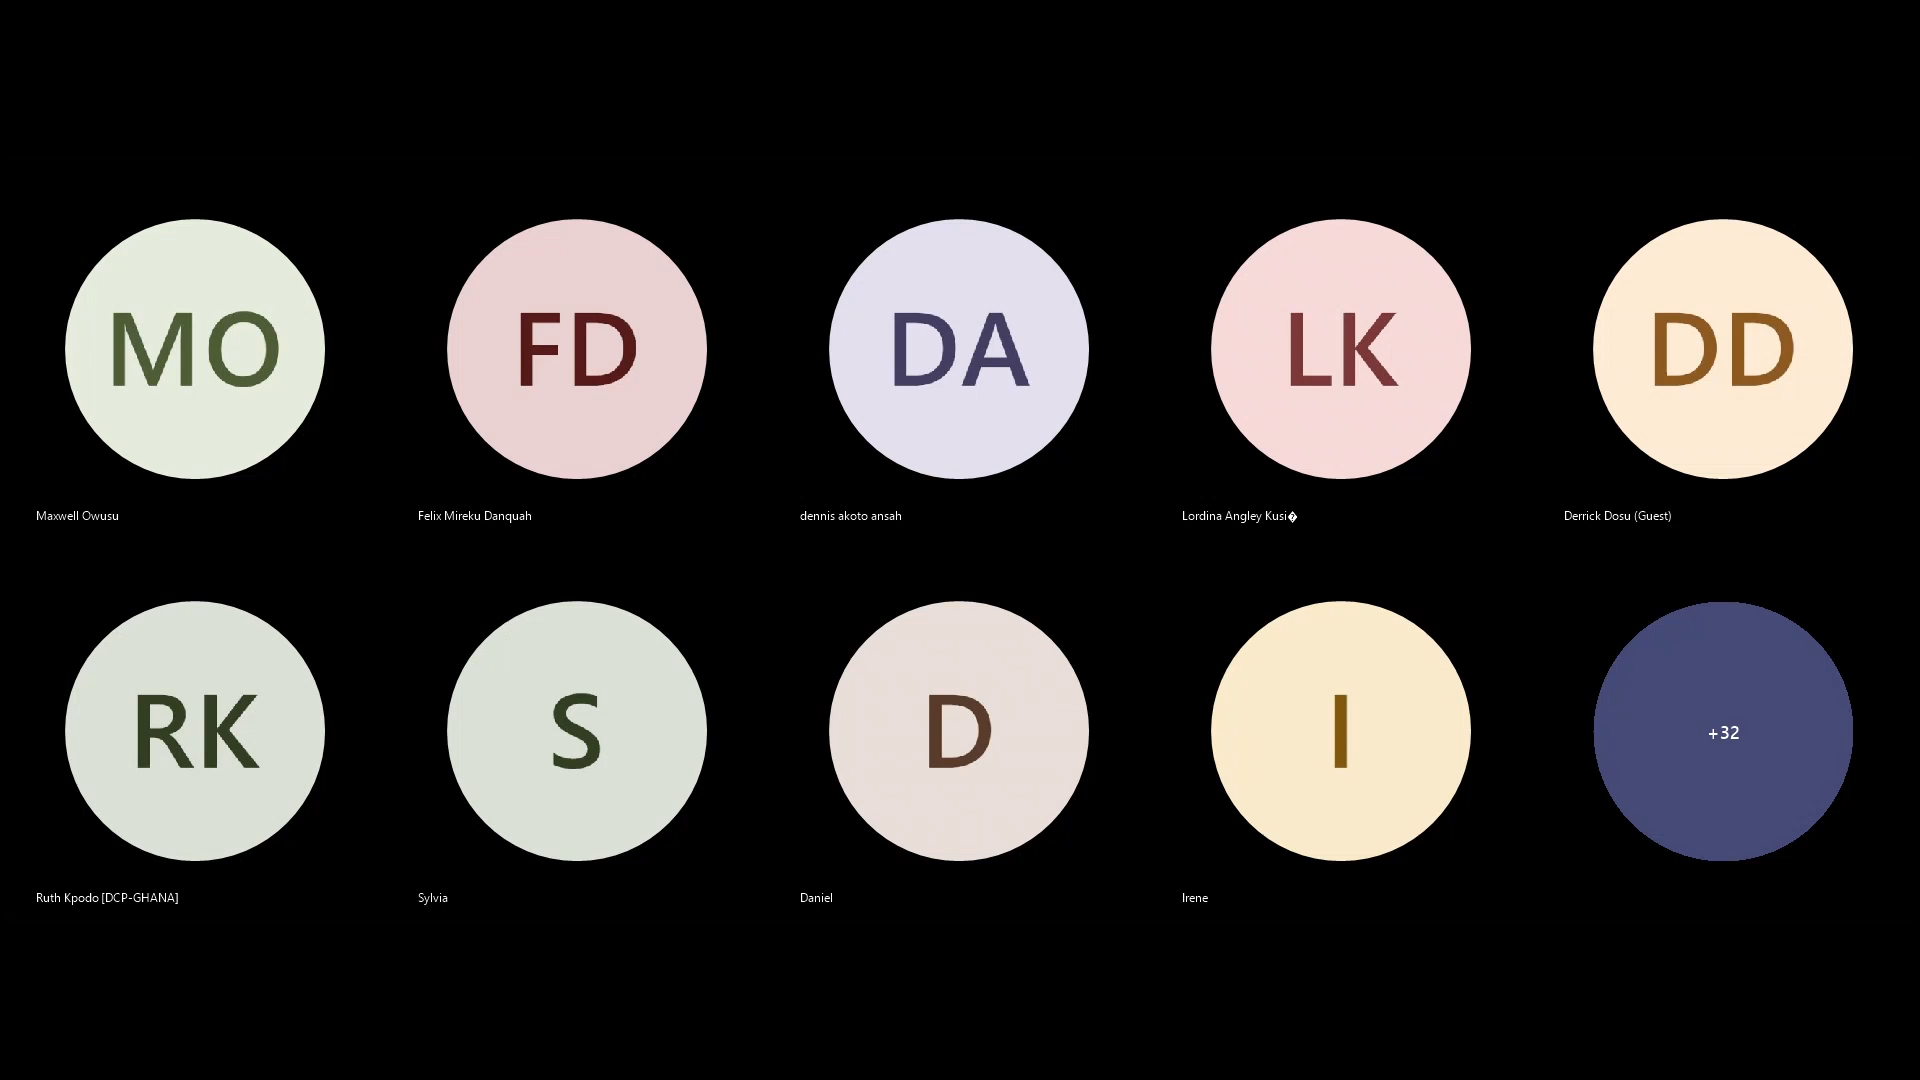 MO
FD
DA
LK
DD
Maxwell Owusu
Felix Mireku Danquah
dennis akoto ansah
Lordina Angley Kusi�
Derrick Dosu (Guest)
RK
S
D
I
+32
Ruth Kpodo [DCP-GHANA]
Sylvia
Daniel
Irene